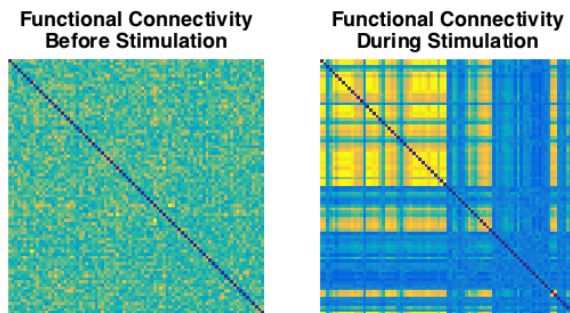 Functional Connectivity
Before Stimulation
Functional Connectivity
During Stimulation